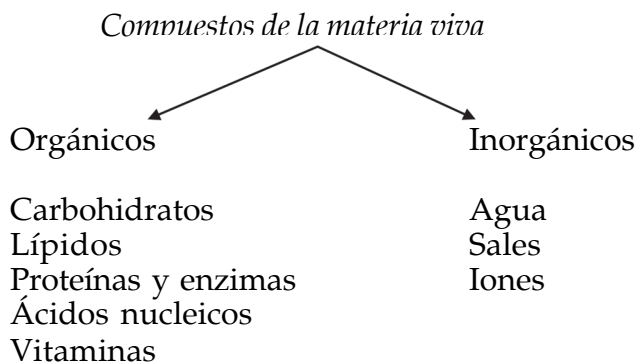 Compuestos de la materia viva
Orgánicos Inorgánicos
Carbohidratos Agua
Lípidos Sales
Proteínas y enzimas Iones
Ácidos nucleicos
Vitaminas